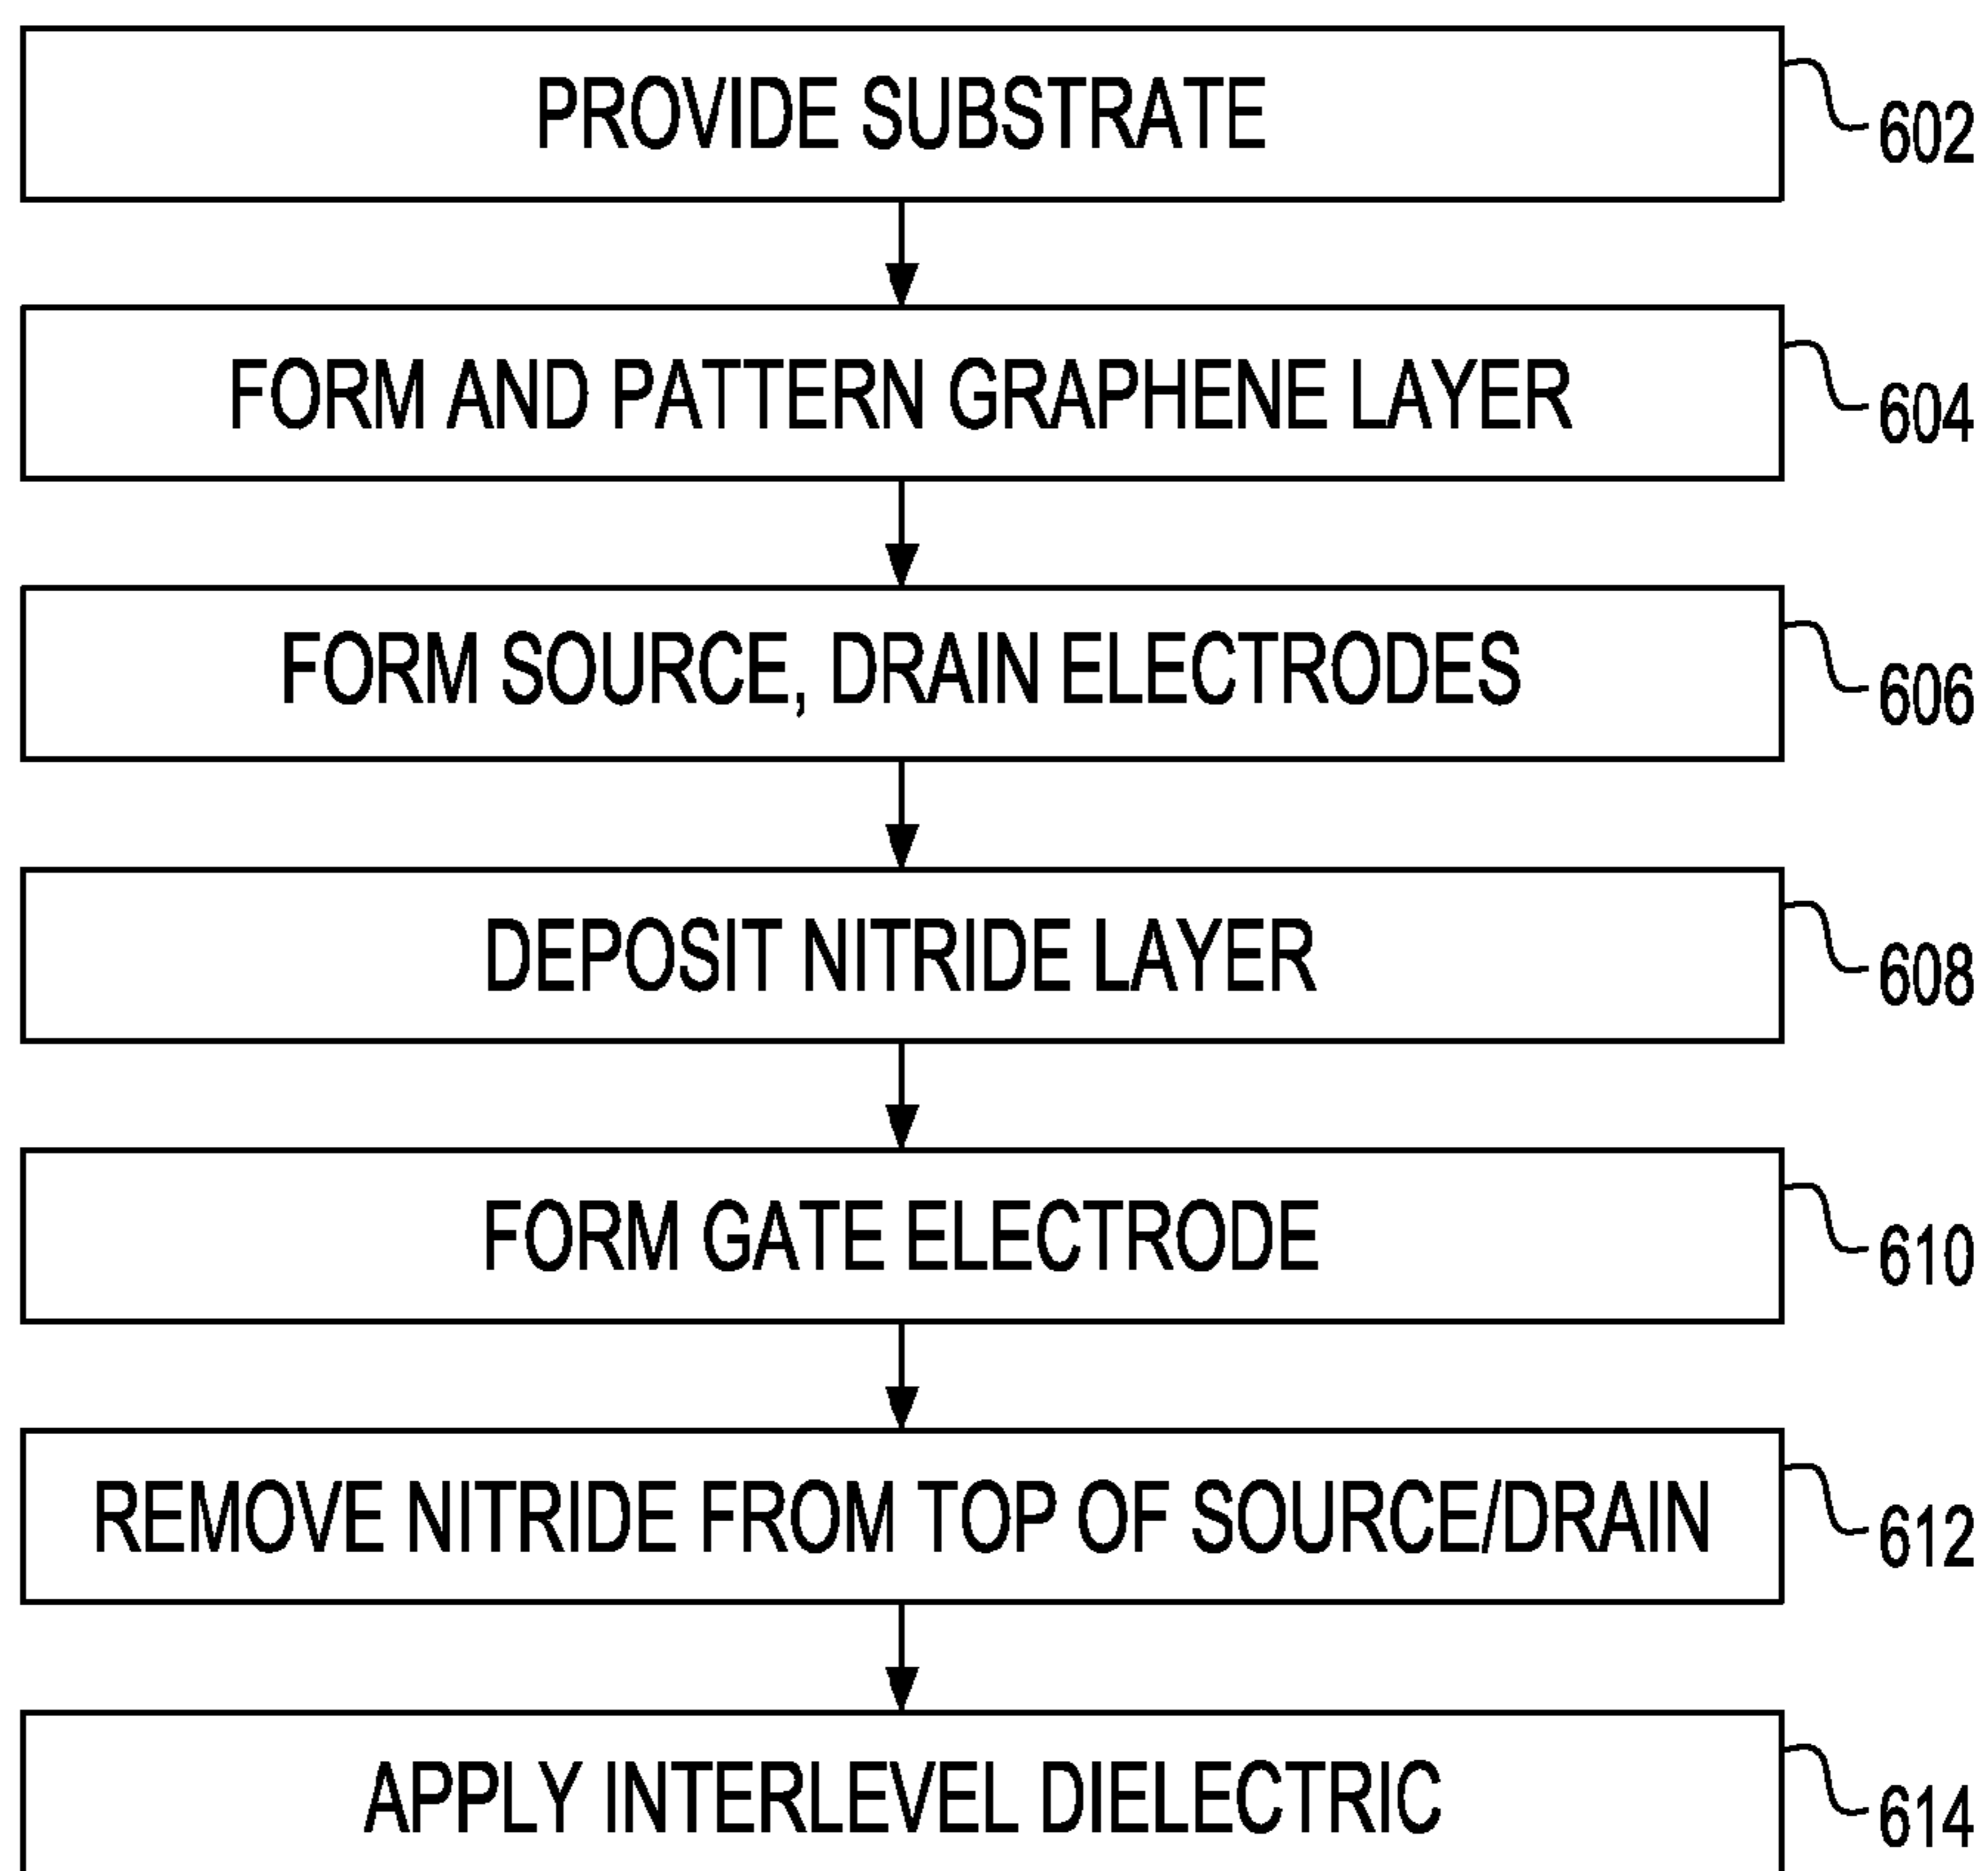 PROVIDE SUBSTRATE
602
FORM AND PATTERN GRAPHENE LAYER
604
FORM SOURCE, DRAIN ELECTRODES
606
DEPOSIT NITRIDE LAYER
608
FORM GATE ELECTRODE
610
REMOVE NITRIDE FROM TOP OF SOURCE/DRAIN
612
APPLY INTERLEVEL DIELECTRIC
614